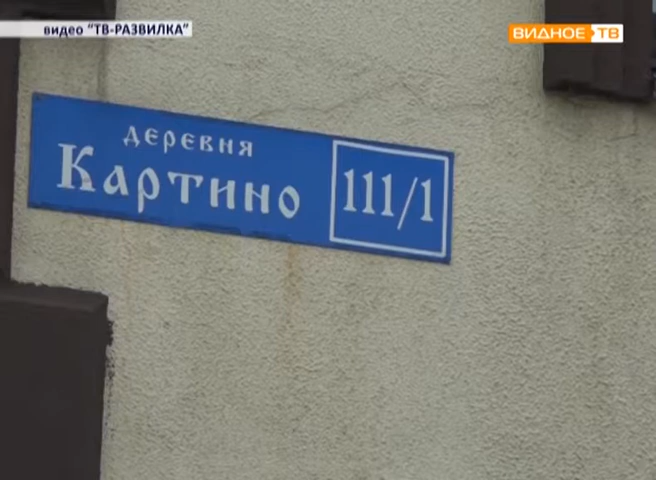 видео "ТВ-РАЗВИЛКА"
ВИДНОЕ ТВ
деревня
Картино
111/1